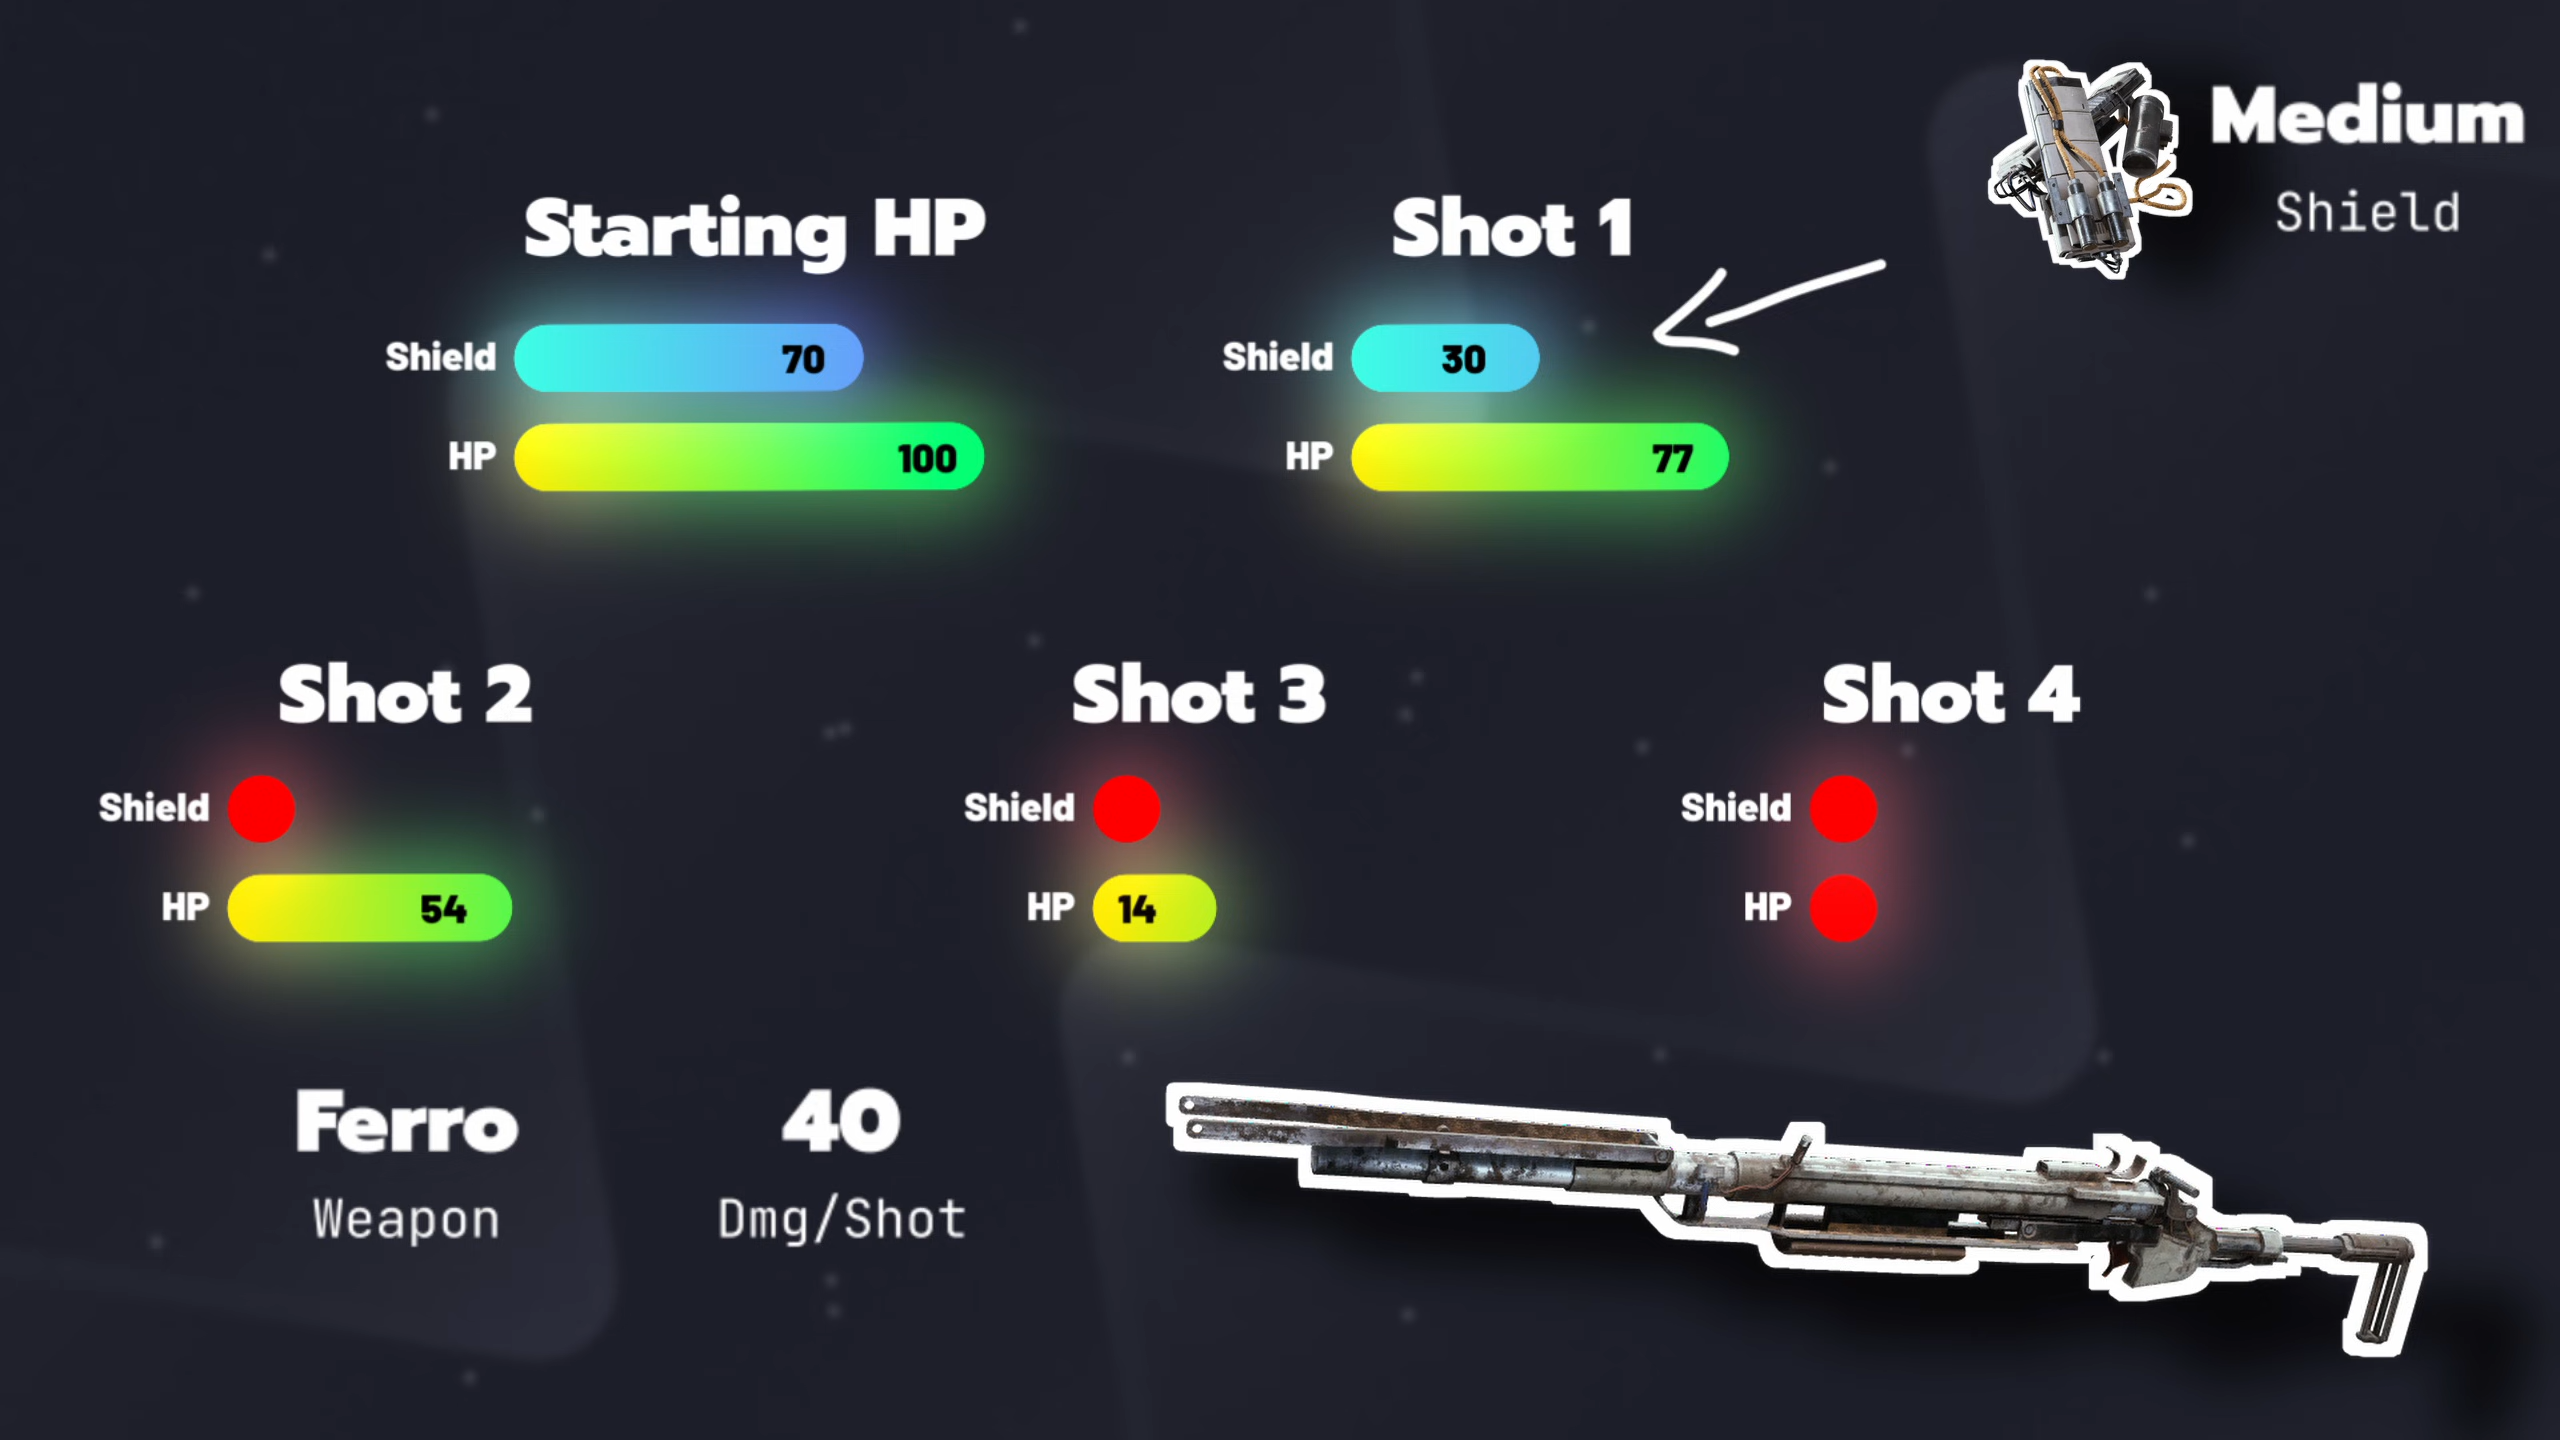 Medium
Shield
Starting HP
Shield 70
HP 100
Shot 1
Shield 30
HP 77
Shot 2
Shield
HP 54
Shot 3
Shield
HP 14
Shot 4
Shield
HP
Ferro
Weapon
40
Dmg/Shot